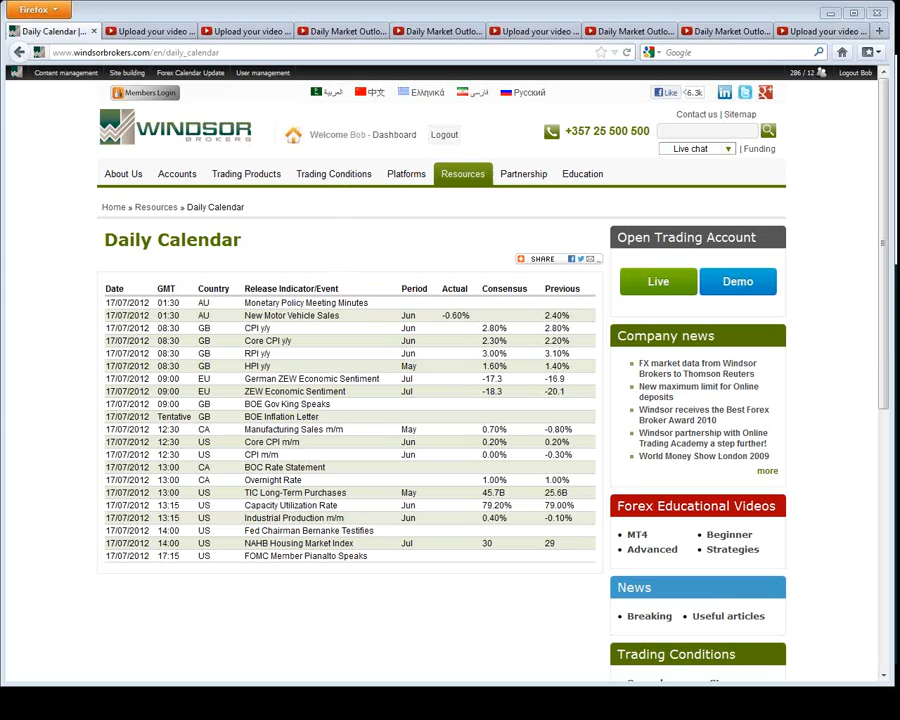 Firefox
Daily Calendar |... × Upload your video ... Upload your video ... Daily Market Outlo... Daily Market Outlo... Upload your video ... Daily Market Outlo... Daily Market Outlo... Upload your video ... +
www.windsorbrokers.com/en/daily_calendar Google
Content management Site building Forex Calendar Update User management 286 / 12 Logout Bob
Members Login العربية 中文 Ελληνικά فارسی Русский Like 6.3k
Contact us | Sitemap
WINDSOR
BROKERS
Welcome Bob - Dashboard Logout +357 25 500 500
Live chat | Funding
About Us Accounts Trading Products Trading Conditions Platforms Resources Partnership Education
Home » Resources » Daily Calendar
Daily Calendar
SHARE
Date GMT Country Release Indicator/Event Period Actual Consensus Previous
17/07/2012 01:30 AU Monetary Policy Meeting Minutes
17/07/2012 01:30 AU New Motor Vehicle Sales Jun -0.60% 2.40%
17/07/2012 08:30 GB CPI y/y Jun 2.80% 2.80%
17/07/2012 08:30 GB Core CPI y/y Jun 2.30% 2.20%
17/07/2012 08:30 GB RPI y/y Jun 3.00% 3.10%
17/07/2012 08:30 GB HPI y/y May 1.60% 1.40%
17/07/2012 09:00 EU German ZEW Economic Sentiment Jul -17.3 -16.9
17/07/2012 09:00 EU ZEW Economic Sentiment Jul -18.3 -20.1
17/07/2012 09:00 GB BOE Gov King Speaks
17/07/2012 Tentative GB BOE Inflation Letter
17/07/2012 12:30 CA Manufacturing Sales m/m May 0.70% -0.80%
17/07/2012 12:30 US Core CPI m/m Jun 0.20% 0.20%
17/07/2012 12:30 US CPI m/m Jun 0.00% -0.30%
17/07/2012 13:00 CA BOC Rate Statement
17/07/2012 13:00 CA Overnight Rate 1.00% 1.00%
17/07/2012 13:00 US TIC Long-Term Purchases May 45.7B 25.6B
17/07/2012 13:15 US Capacity Utilization Rate Jun 79.20% 79.00%
17/07/2012 13:15 US Industrial Production m/m Jun 0.40% -0.10%
17/07/2012 14:00 US Fed Chairman Bernanke Testifies
17/07/2012 14:00 US NAHB Housing Market Index Jul 30 29
17/07/2012 17:15 US FOMC Member Pianalto Speaks
Open Trading Account
Live Demo
Company news
FX market data from Windsor
Brokers to Thomson Reuters
New maximum limit for Online
deposits
Windsor receives the Best Forex
Broker Award 2010
Windsor partnership with Online
Trading Academy a step further!
World Money Show London 2009
more
Forex Educational Videos
MT4 Beginner
Advanced Strategies
News
Breaking Useful articles
Trading Conditions